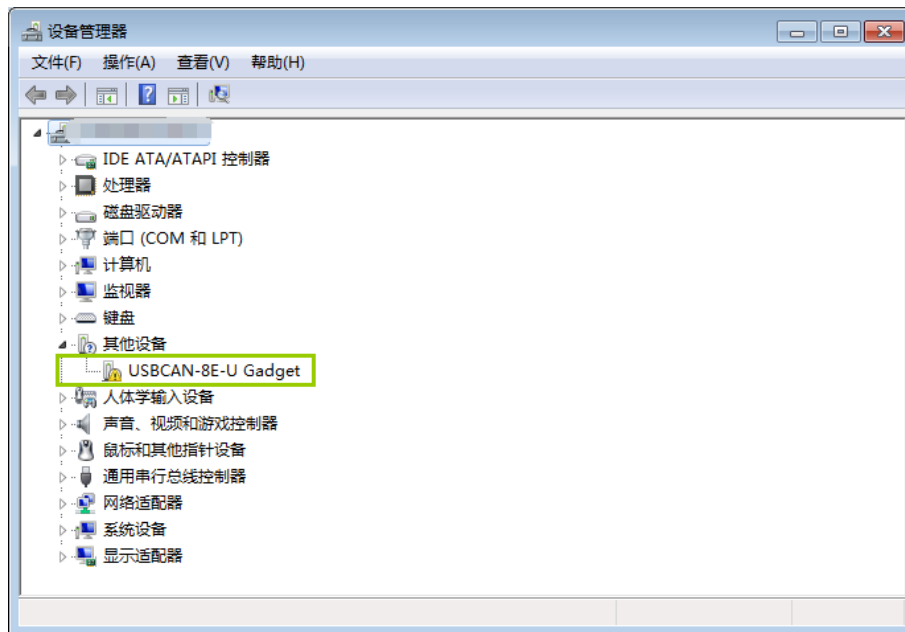 设备管理器
文件(F) 操作(A) 查看(V) 帮助(H)
IDE ATA/ATAPI 控制器
处理器
磁盘驱动器
端口 (COM 和 LPT)
计算机
监视器
键盘
其他设备
USBCAN-8E-U Gadget
人体学输入设备
声音、视频和游戏控制器
鼠标和其他指针设备
通用串行总线控制器
网络适配器
系统设备
显示适配器